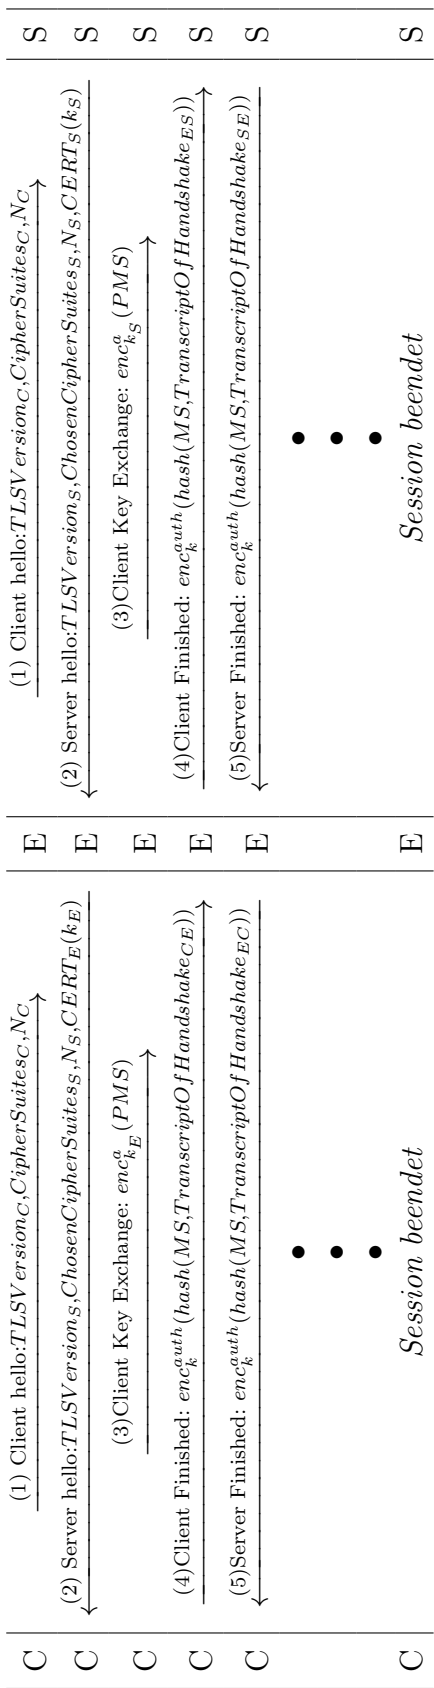 C (1) Client hello:TLSVersion_C,CipherSuites_C,N_C E (1) Client hello:TLSVersion_C,CipherSuites_C,N_C S
C (2) Server hello:TLSVersion_S,ChosenCipherSuites_S,N_S,CERT_E(k_E) E (2) Server hello:TLSVersion_S,ChosenCipherSuites_S,N_S,CERT_S(k_S) S
C (3)Client Key Exchange: enc^a_{k_E}(PMS) E (3)Client Key Exchange: enc^a_{k_S}(PMS) S
C (4)Client Finished: enc^{auth}_k(hash(MS,TranscriptOfHandshake_{CE})) E (4)Client Finished: enc^{auth}_k(hash(MS,TranscriptOfHandshake_{ES})) S
C (5)Server Finished: enc^{auth}_k(hash(MS,TranscriptOfHandshake_{EC})) E (5)Server Finished: enc^{auth}_k(hash(MS,TranscriptOfHandshake_{SE})) S
C Session beendet E Session beendet S